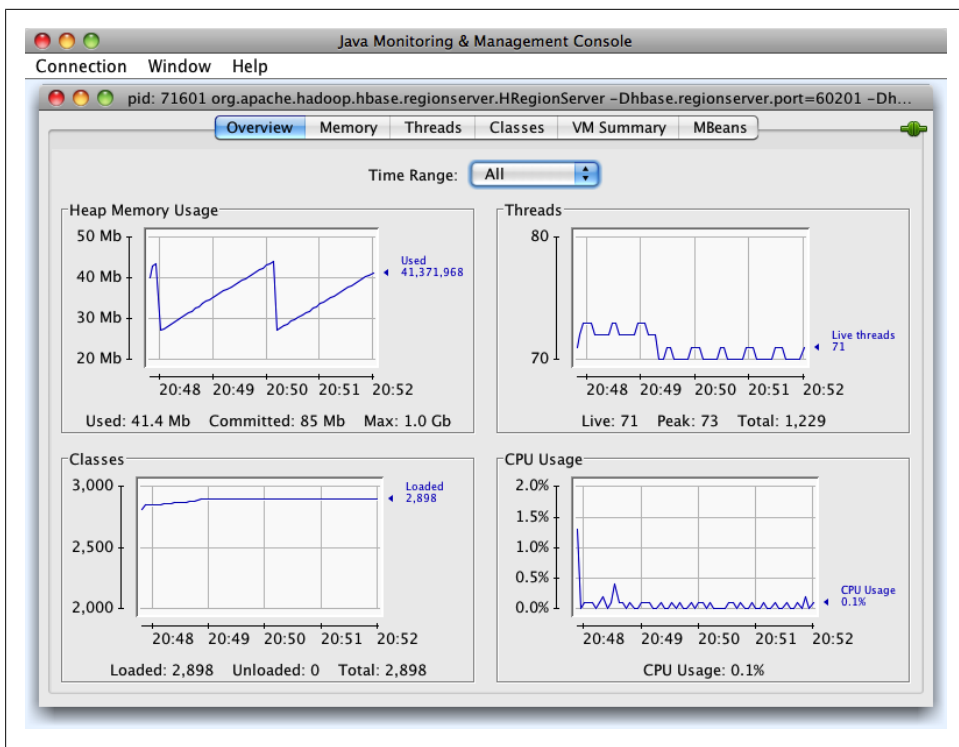 Java Monitoring & Management Console
Connection Window Help
pid: 71601 org.apache.hadoop.hbase.regionserver.HRegionServer -Dhbase.regionserver.port=60201 -Dh...
Overview Memory Threads Classes VM Summary MBeans
Time Range: All
Heap Memory Usage
50 Mb
40 Mb
30 Mb
20 Mb
Used
41,371,968
20:48 20:49 20:50 20:51 20:52
Used: 41.4 Mb Committed: 85 Mb Max: 1.0 Gb
Threads
80
70
Live threads
71
20:48 20:49 20:50 20:51 20:52
Live: 71 Peak: 73 Total: 1,229
Classes
3,000
2,500
2,000
Loaded
2,898
20:48 20:49 20:50 20:51 20:52
Loaded: 2,898 Unloaded: 0 Total: 2,898
CPU Usage
2.0%
1.5%
1.0%
0.5%
0.0%
CPU Usage
0.1%
20:48 20:49 20:50 20:51 20:52
CPU Usage: 0.1%